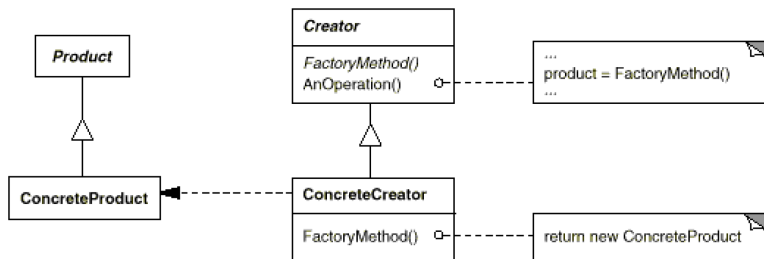 Creator
Product
FactoryMethod()
AnOperation()
...
product = FactoryMethod()
...
ConcreteProduct
ConcreteCreator
FactoryMethod()
return new ConcreteProduct